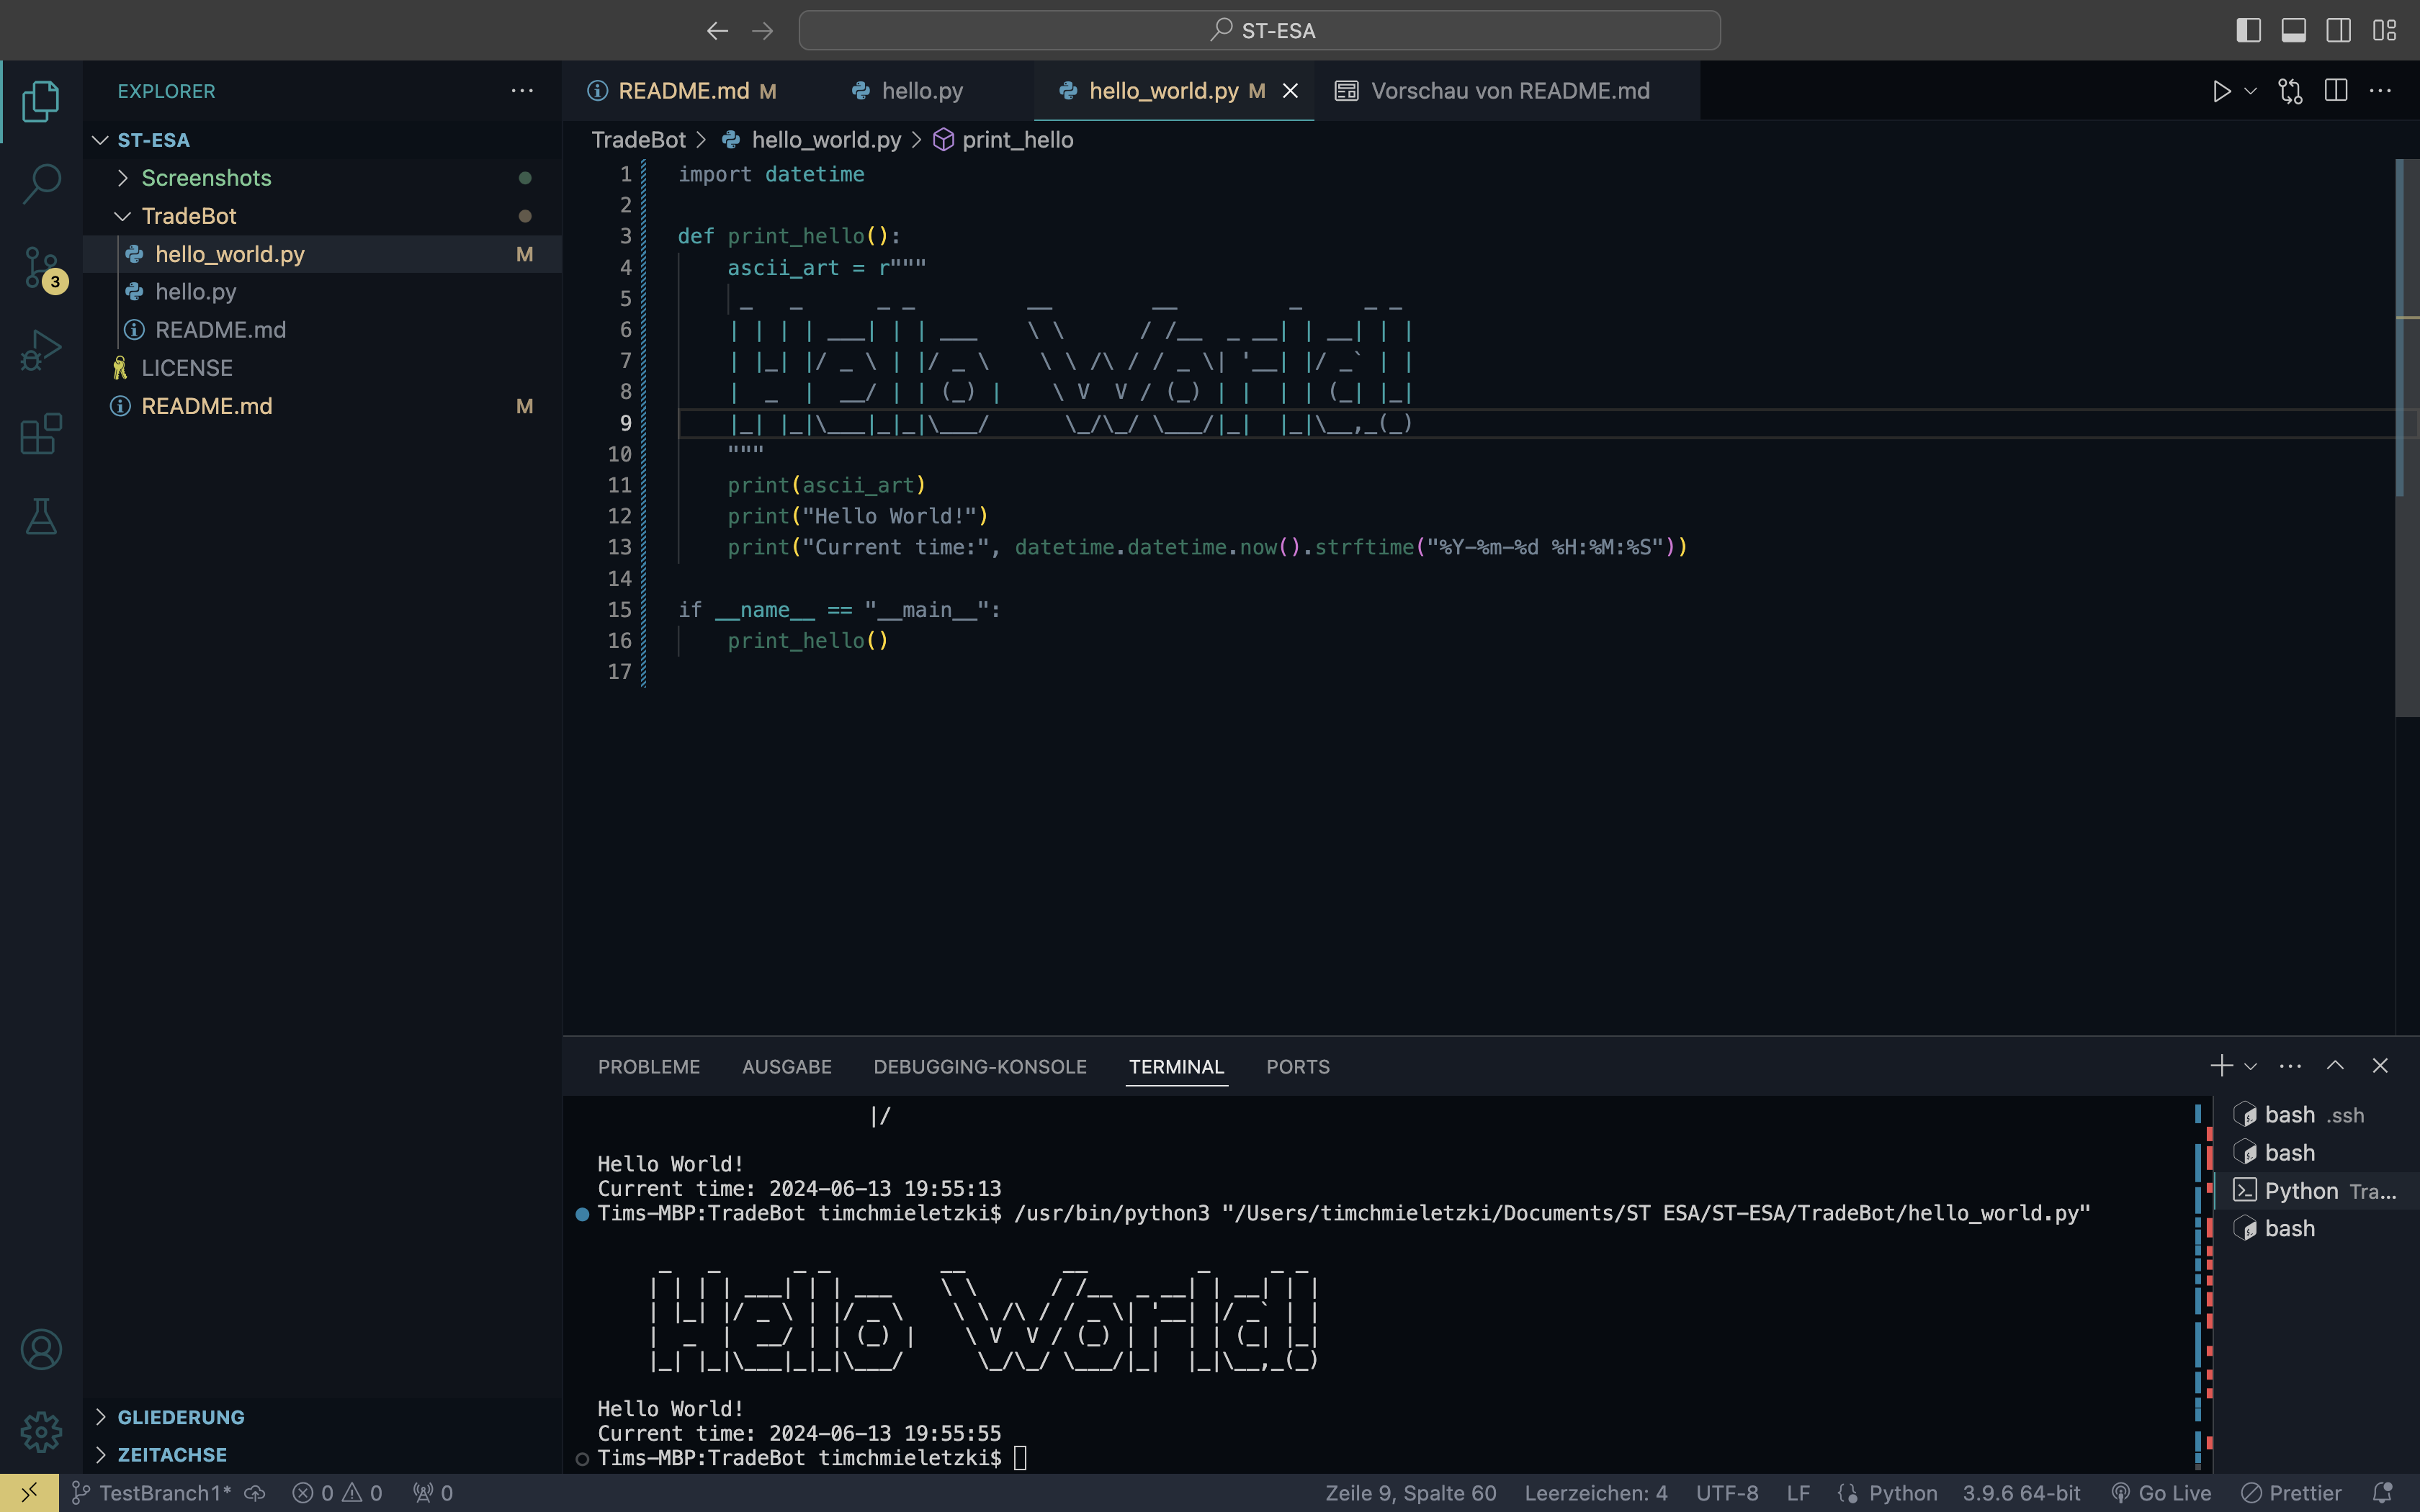 ST-ESA
EXPLORER
ST-ESA
Screenshots
TradeBot
hello_world.py M
hello.py
README.md
LICENSE
README.md M
GLIEDERUNG
ZEITACHSE
3
README.md M hello.py hello_world.py M Vorschau von README.md
TradeBot > hello_world.py > print_hello
1 import datetime
2
3 def print_hello():
4     ascii_art = r"""
5      _   _      _ _         __        __         _     _ _
6     | | | | ___| | | ___    \ \      / /__  _ __| | __| | |
7     | |_| |/ _ \ | |/ _ \    \ \ /\ / / _ \| '__| |/ _` | |
8     |  _  |  __/ | | (_) |    \ V  V / (_) | |  | | (_| |_|
9     |_| |_|\___|_|_|\___/      \_/\_/ \___/|_|  |_|\__,_(_)
10     """
11     print(ascii_art)
12     print("Hello World!")
13     print("Current time:", datetime.datetime.now().strftime("%Y-%m-%d %H:%M:%S"))
14
15 if __name__ == "__main__":
16     print_hello()
17
PROBLEME AUSGABE DEBUGGING-KONSOLE TERMINAL PORTS
|/
Hello World!
Current time: 2024-06-13 19:55:13
Tims-MBP:TradeBot timchmieletzki$ /usr/bin/python3 "/Users/timchmieletzki/Documents/ST ESA/ST-ESA/TradeBot/hello_world.py"
     _   _      _ _         __        __         _     _ _
    | | | | ___| | | ___    \ \      / /__  _ __| | __| | |
    | |_| |/ _ \ | |/ _ \    \ \ /\ / / _ \| '__| |/ _` | |
    |  _  |  __/ | | (_) |    \ V  V / (_) | |  | | (_| |_|
    |_| |_|\___|_|_|\___/      \_/\_/ \___/|_|  |_|\__,_(_)
Hello World!
Current time: 2024-06-13 19:55:55
Tims-MBP:TradeBot timchmieletzki$
bash .ssh
bash
Python Tra...
bash
TestBranch1* 0 0 0 Zeile 9, Spalte 60 Leerzeichen: 4 UTF-8 LF Python 3.9.6 64-bit Go Live Prettier